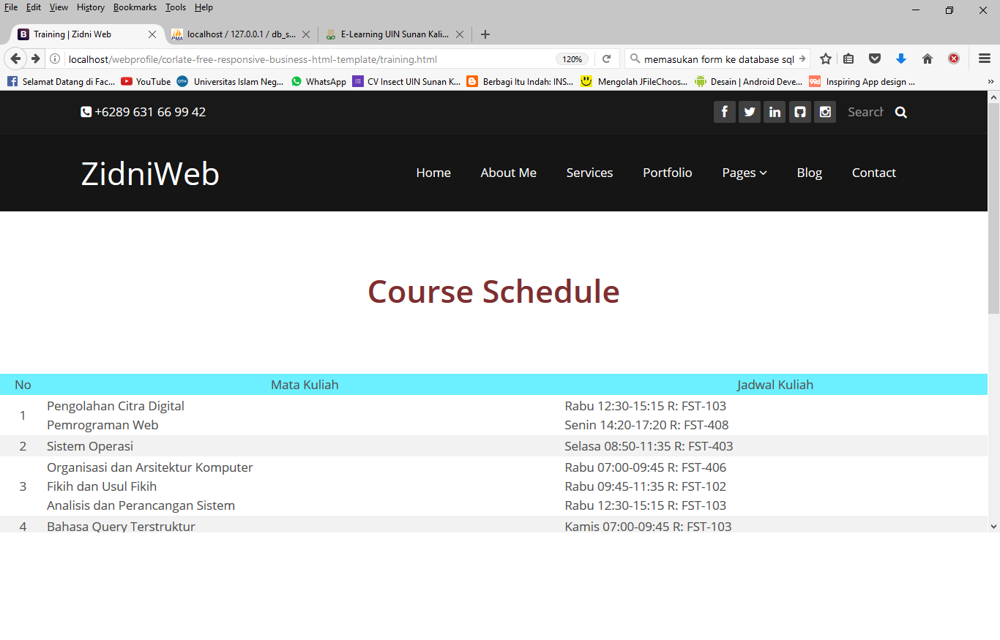 File Edit View History Bookmarks Tools Help
Training | Zidni Web
localhost / 127.0.0.1 / db_s...
E-Learning UIN Sunan Kali...
localhost/webprofile/corlate-free-responsive-business-html-template/training.html
120%
memasukan form ke database sql
Selamat Datang di Fac... YouTube Universitas Islam Neg... WhatsApp CV Insect UIN Sunan K... Berbagi Itu Indah: INS... Mengolah JFileChoos... Desain | Android Deve... Inspiring App design ...
+6289 631 66 99 42
Search
ZidniWeb
Home About Me Services Portfolio Pages Blog Contact
Course Schedule
No Mata Kuliah Jadwal Kuliah
1 Pengolahan Citra Digital Rabu 12:30-15:15 R: FST-103
Pemrograman Web Senin 14:20-17:20 R: FST-408
2 Sistem Operasi Selasa 08:50-11:35 R: FST-403
Organisasi dan Arsitektur Komputer Rabu 07:00-09:45 R: FST-406
3 Fikih dan Usul Fikih Rabu 09:45-11:35 R: FST-102
Analisis dan Perancangan Sistem Rabu 12:30-15:15 R: FST-103
4 Bahasa Query Terstruktur Kamis 07:00-09:45 R: FST-103